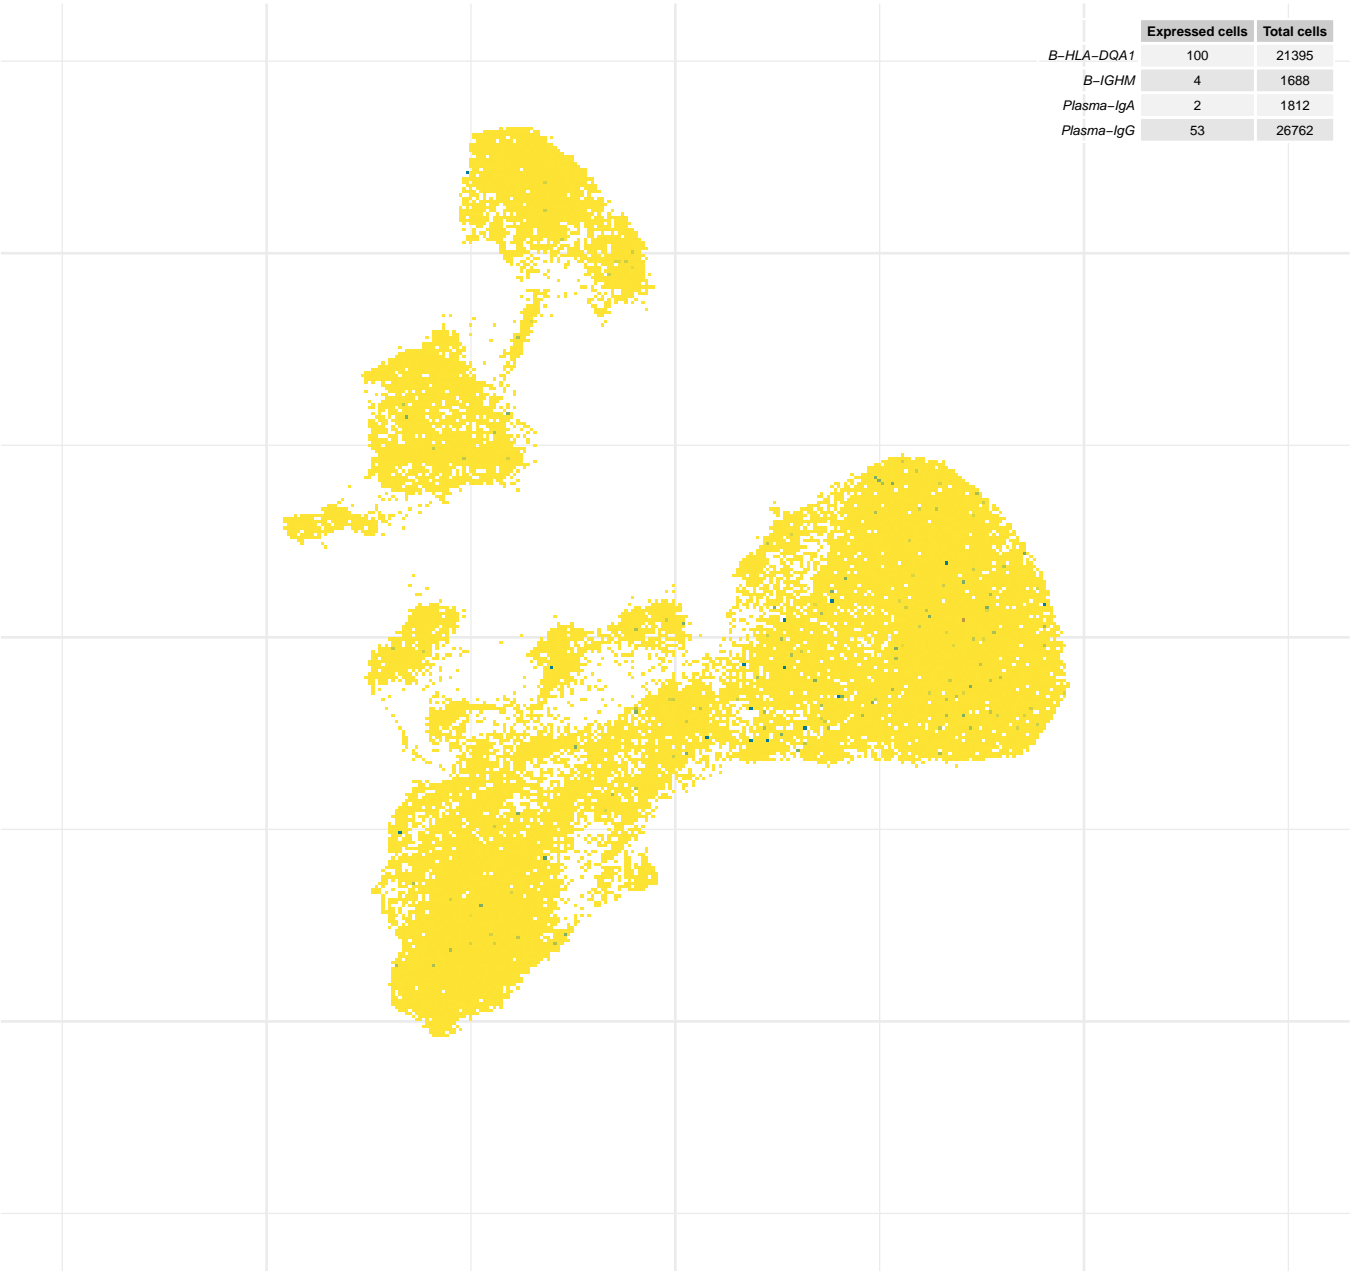 Expressed cells Total cells
B−HLA−DQA1 100 21395
B−IGHM 4 1688
Plasma−IgA 2 1812
Plasma−IgG 53 26762